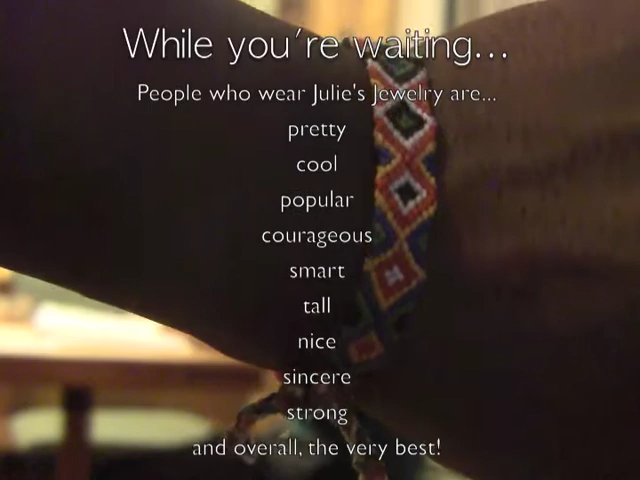 While you're waiting...
People who wear Julie's Jewelry are...
pretty
cool
popular
courageous
smart
tall
nice
sincere
strong
and overall, the very best!